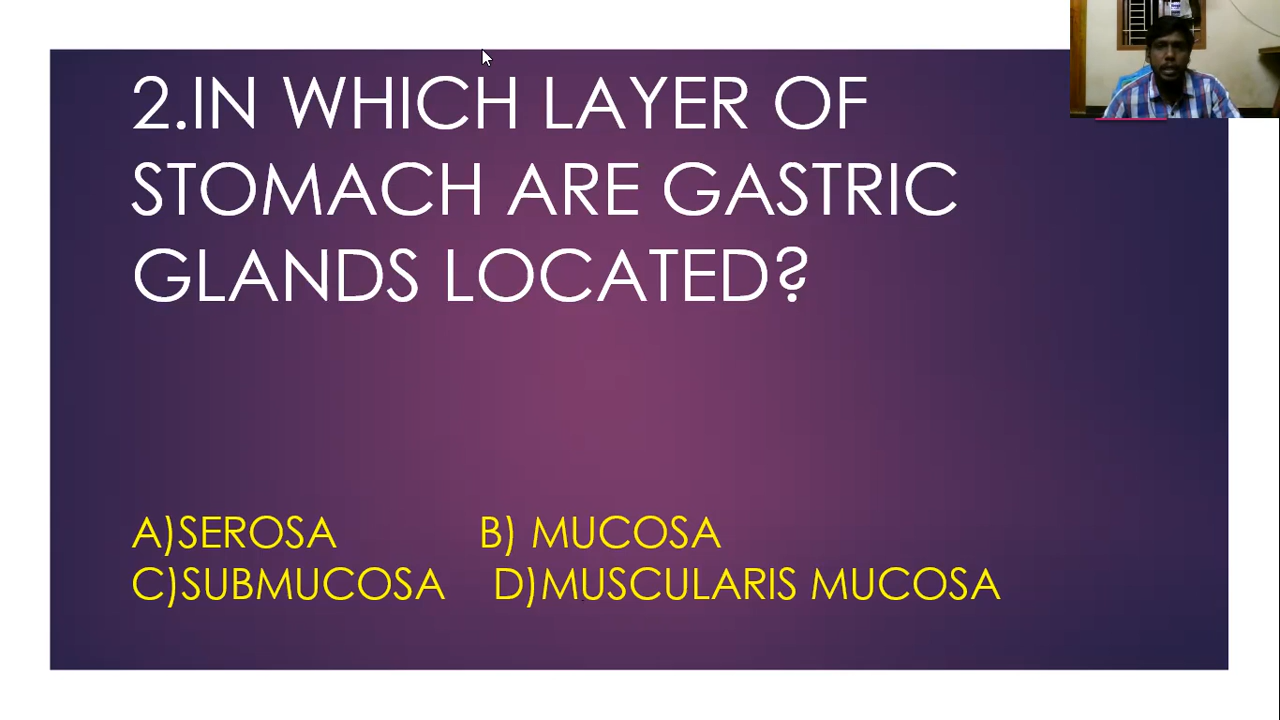 2.IN WHICH LAYER OF
STOMACH ARE GASTRIC
GLANDS LOCATED?
A)SEROSA B) MUCOSA
C)SUBMUCOSA D)MUSCULARIS MUCOSA